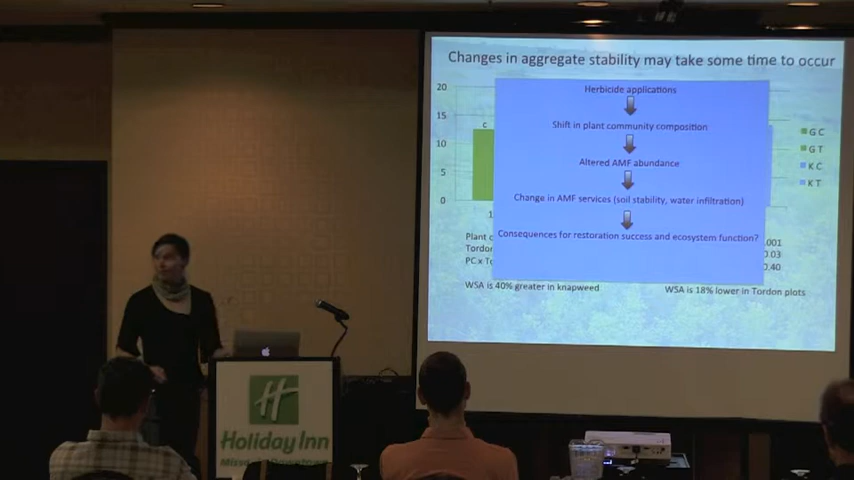 Changes in aggregate stability may take some time to occur
20
15
10
5
0
c
Herbicide applications
Shift in plant community composition
Altered AMF abundance
Change in AMF services (soil stability, water infiltration)
Consequences for restoration success and ecosystem function?
G C
G T
K C
K T
Plant
Tordon
PC x
.001
0.03
0.40
WSA is 40% greater in knapweed
WSA is 18% lower in Tordon plots
H
Holiday Inn